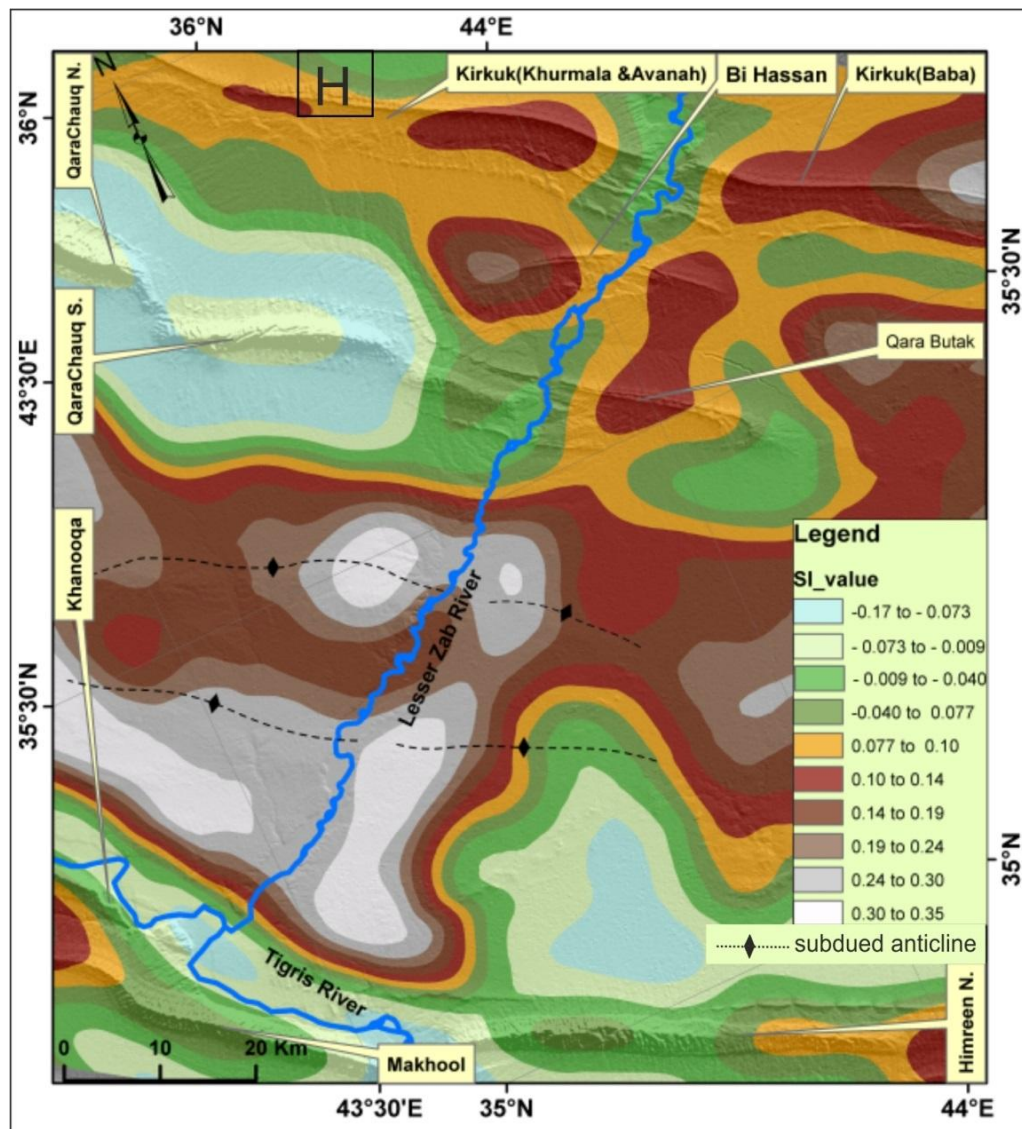 36°N
44°E
H
N
Kirkuk(Khurmala &Avanah)
Bi Hassan
Kirkuk(Baba)
QaraChauq N.
36°N
35°30'N
QaraChauq S.
Qara Butak
43°30'E
Khanooqa
Legend
SI_value
-0.17 to - 0.073
- 0.073 to - 0.009
- 0.009 to - 0.040
-0.040 to 0.077
0.077 to 0.10
0.10 to 0.14
0.14 to 0.19
0.19 to 0.24
0.24 to 0.30
0.30 to 0.35
subdued anticline
Lesser Zab River
35°30'N
35°N
Tigris River
Himreen N.
0 10 20 Km
Makhool
43°30'E
35°N
44°E